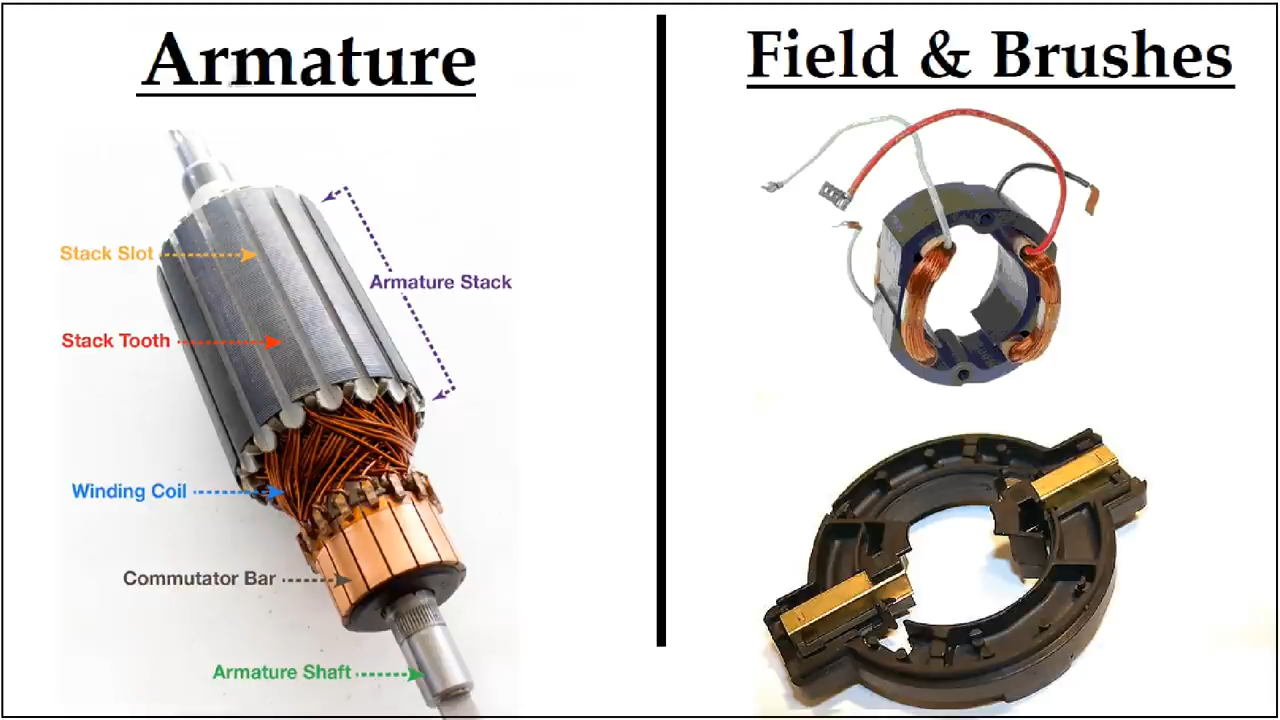 Armature
Field & Brushes
Stack Slot
Armature Stack
Stack Tooth
Winding Coil
Commutator Bar
Armature Shaft